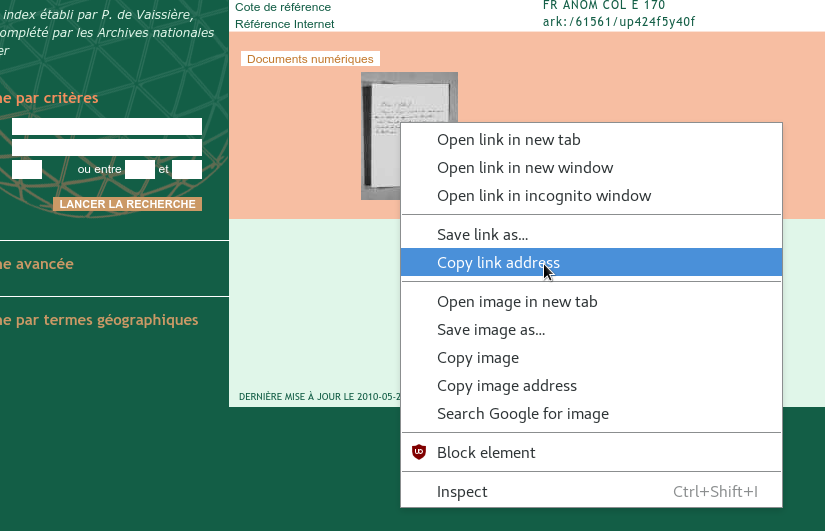 index établi par P. de Vaissière,
omplété par les Archives nationales
er
ne par critères
ou entre
et
LANCER LA RECHERCHE
ne avancée
ne par termes géographiques
Cote de référence
FR ANOM COL E 170
Référence Internet
ark:/61561/up424f5y40f
Documents numériques
DERNIÈRE MISE À JOUR LE 2010-05-2
Open link in new tab
Open link in new window
Open link in incognito window
Save link as...
Copy link address
Open image in new tab
Save image as...
Copy image
Copy image address
Search Google for image
Block element
Inspect Ctrl+Shift+I